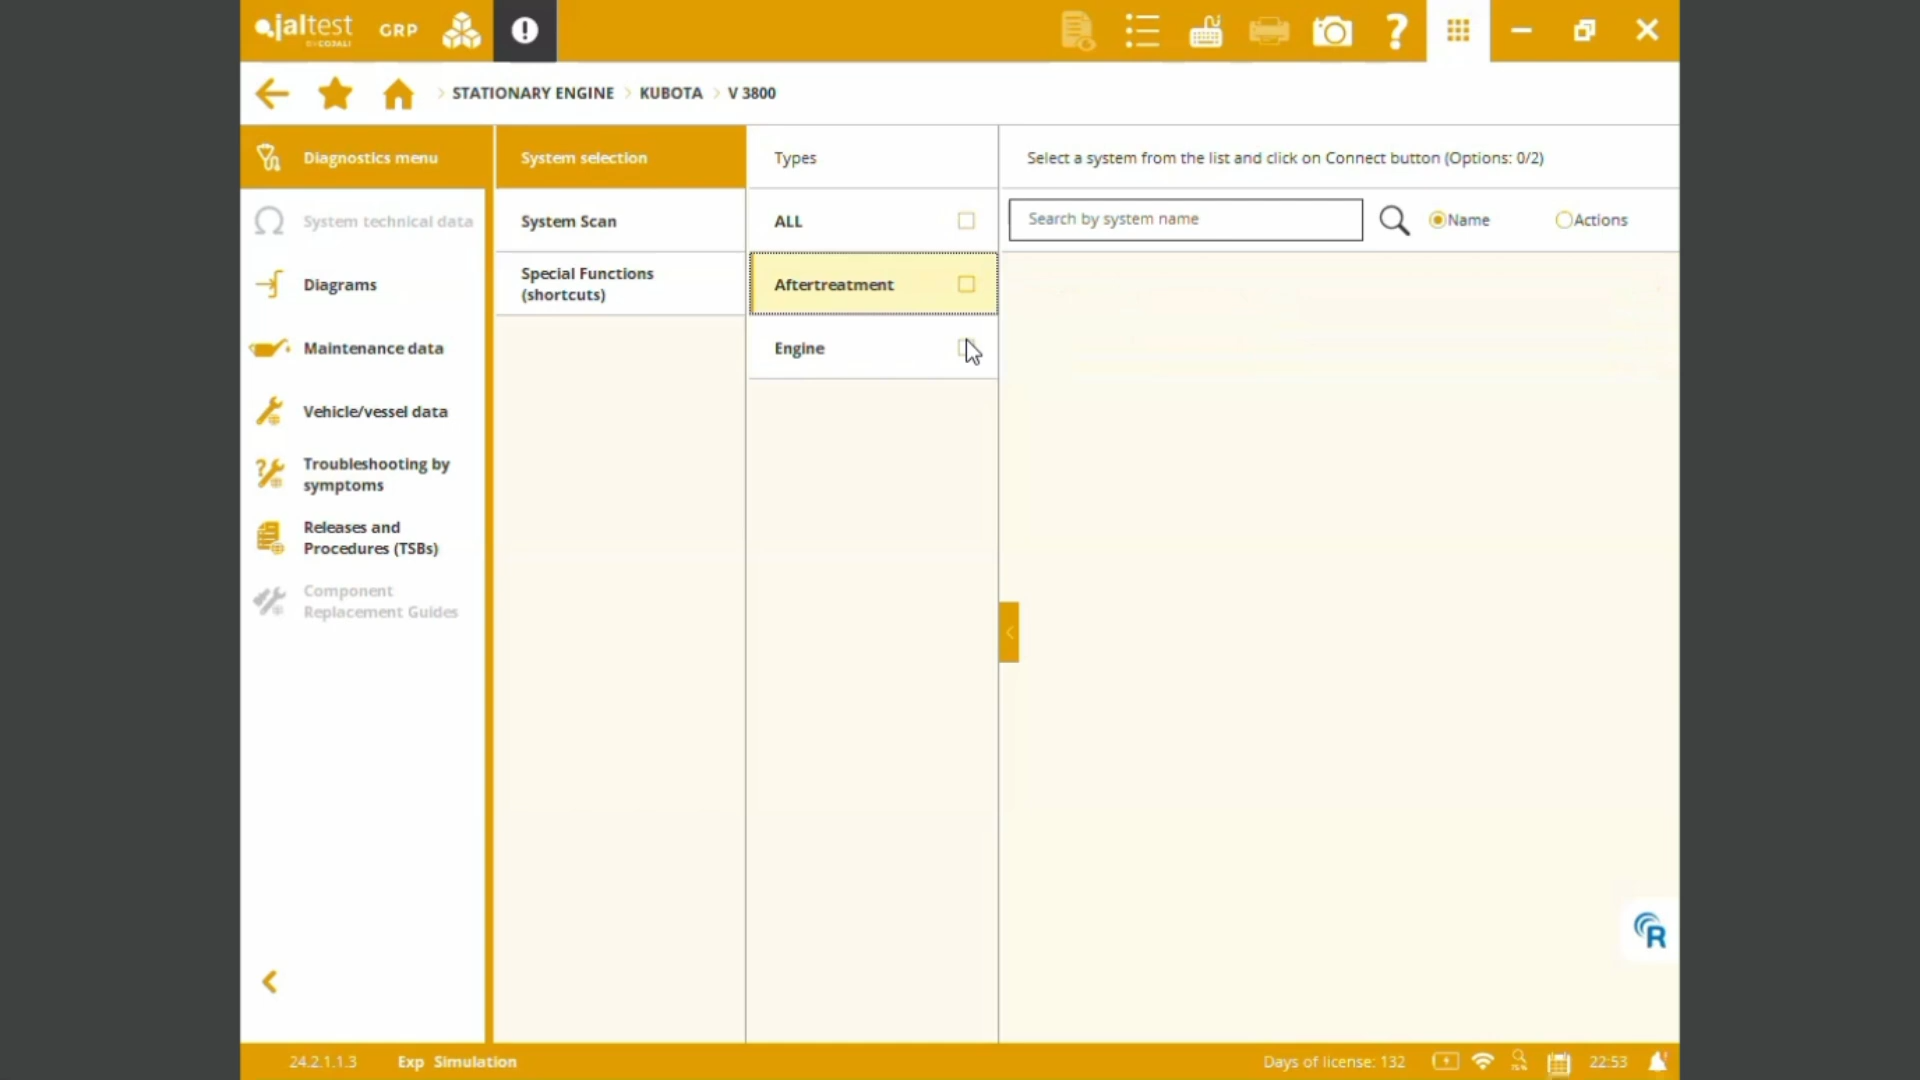 jaltest
BY COJALI
GRP
STATIONARY ENGINE > KUBOTA > V 3800
Diagnostics menu
System technical data
Diagrams
Maintenance data
Vehicle/vessel data
Troubleshooting by
symptoms
Releases and
Procedures (TSBs)
Component
Replacement Guides
System selection
System Scan
Special Functions
(shortcuts)
Types
ALL
Aftertreatment
Engine
Select a system from the list and click on Connect button (Options: 0/2)
Search by system name
Name
Actions
R
24.2.1.1.3
Exp Simulation
Days of license: 132
22:53